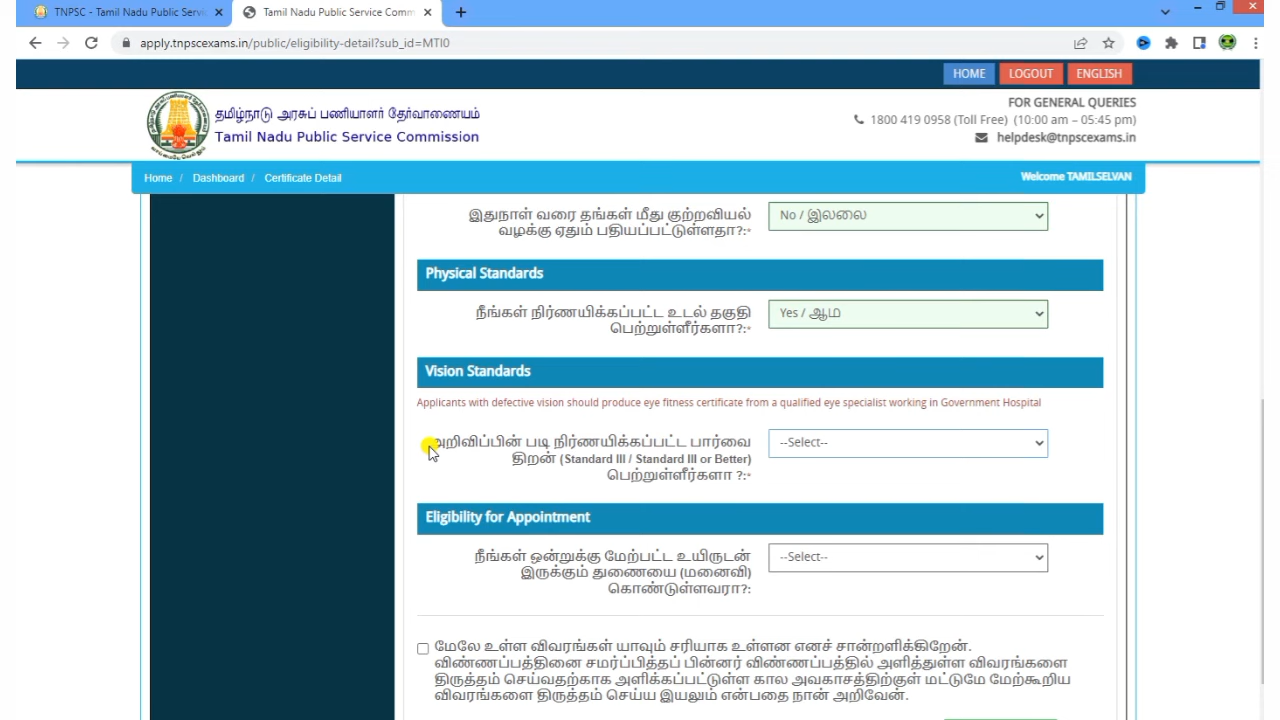 TNPSC - Tamil Nadu Public Servic
Tamil Nadu Public Service Comm
apply.tnpscexams.in/public/eligibility-detail?sub_id=MTI0
HOME
LOGOUT
ENGLISH
தமிழ்நாடு அரசுப் பணியாளர் தேர்வாணையம்
Tamil Nadu Public Service Commission
FOR GENERAL QUERIES
1800 419 0958 (Toll Free) (10:00 am – 05:45 pm)
helpdesk@tnpscexams.in
Home / Dashboard / Certificate Detail
Welcome TAMILSELVAN
இதுநாள் வரை தங்கள் மீது குற்றவியல்
வழக்கு ஏதும் பதியப்பட்டுள்ளதா?:*
No / இல்லை
Physical Standards
நீங்கள் நிர்ணயிக்கப்பட்ட உடல் தகுதி
பெற்றுள்ளீர்களா?:*
Yes / ஆம்
Vision Standards
Applicants with defective vision should produce eye fitness certificate from a qualified eye specialist working in Government Hospital
அறிவிப்பின் படி நிர்ணயிக்கப்பட்ட பார்வை
திறன் (Standard III / Standard III or Better)
பெற்றுள்ளீர்களா ?:*
--Select--
Eligibility for Appointment
நீங்கள் ஒன்றுக்கு மேற்பட்ட உயிருடன்
இருக்கும் துணையை (மனைவி)
கொண்டுள்ளவரா?:
--Select--
மேலே உள்ள விவரங்கள் யாவும் சரியாக உள்ளன எனச் சான்றளிக்கிறேன்.
விண்ணப்பத்தினை சமர்ப்பித்தப் பின்னர் விண்ணப்பத்தில் அளித்துள்ள விவரங்களை
திருத்தம் செய்வதற்காக அளிக்கப்பட்டுள்ள கால அவகாசத்திற்குள் மட்டுமே மேற்கூறிய
விவரங்களை திருத்தம் செய்ய இயலும் என்பதை நான் அறிவேன்.